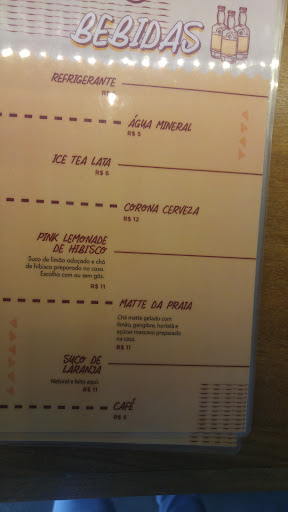 BEBIDAS
REFRIGERANTE
R$
ÁGUA MINERAL
R$ 5
ICE TEA LATA
R$ 6
CORONA CERVEZA
R$ 12
PINK LEMONADE
DE HIBISCO
Suco de limão adoçado e chá
de hibisco preparado na casa.
Escolha com ou sem gás.
R$ 11
MATTE DA PRAIA
Chá matte gelado com
limão, gengibre, hortelã e
açúcar mascavo preparado
na casa.
R$ 11
SUCO DE
LARANJA
Natural e feito aqui.
R$ 11
CAFÉ
R$